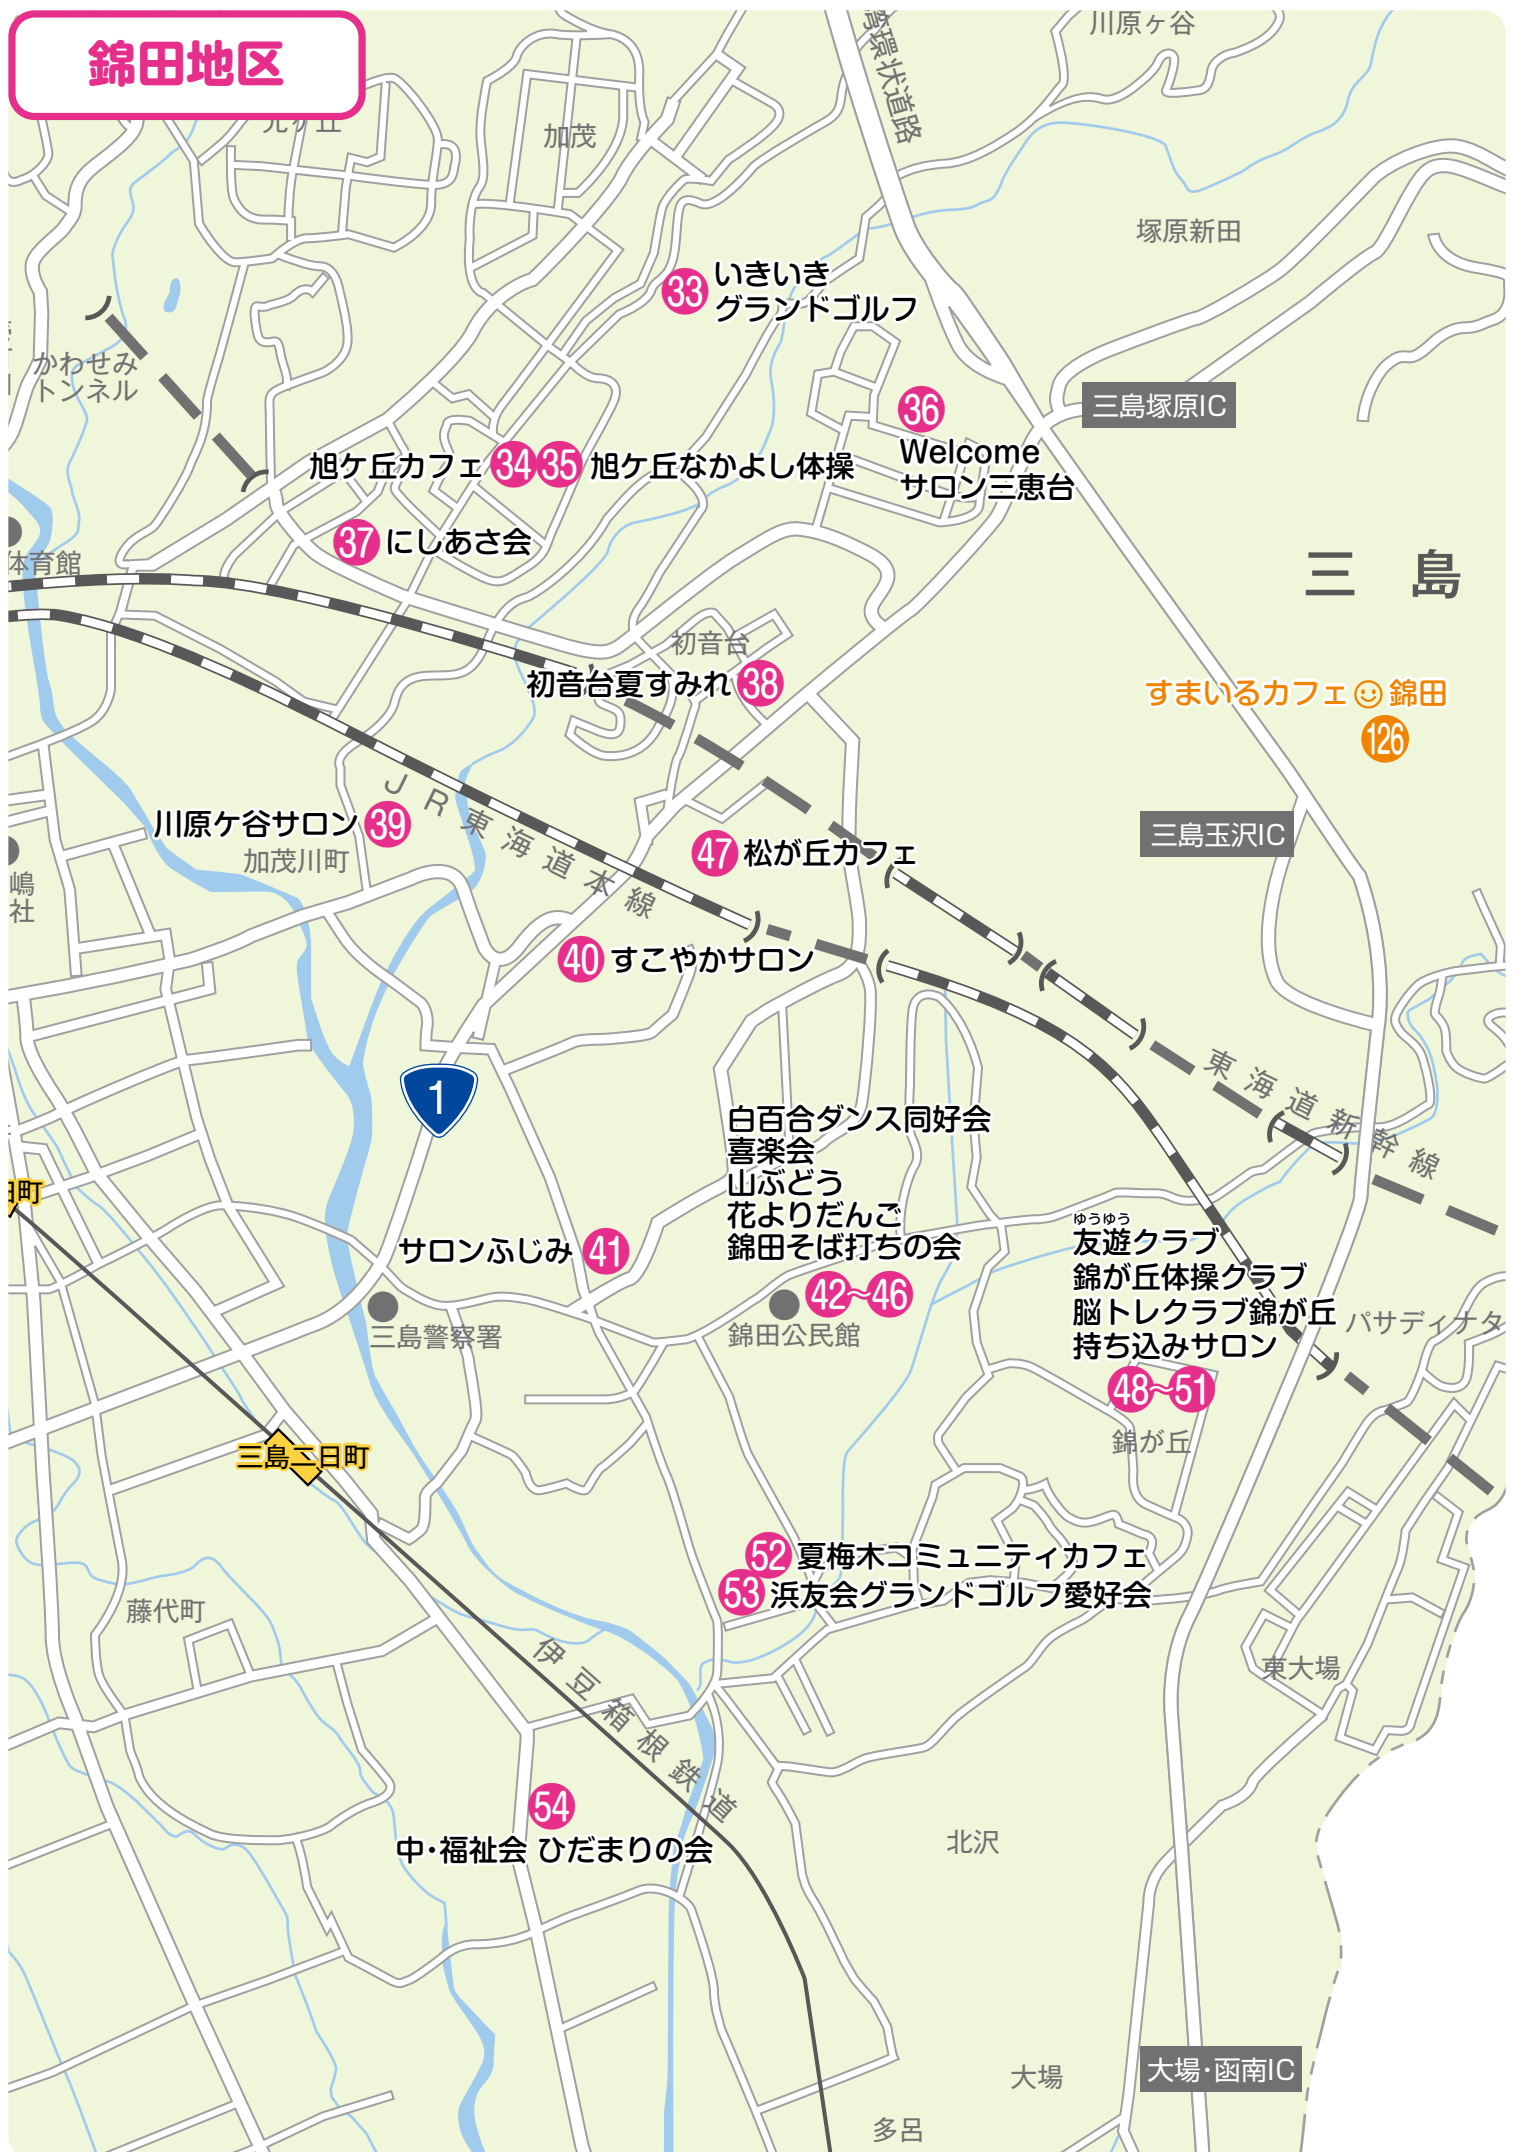 錦田地区
川原ヶ谷
湾環状道路
光ケ丘
加茂
塚原新田
33
いきいき
グランドゴルフ
かわせみ
トンネル
三島塚原IC
36
Welcome
サロン三恵台
旭ケ丘カフェ 34 35 旭ケ丘なかよし体操
37 にしあさ会
体育館
三島
初音台
初音台夏すみれ 38
すまいるカフェ☺錦田
126
JR東海道本線
川原ケ谷サロン 39
加茂川町
三島玉沢IC
47 松が丘カフェ
嶋
社
40 すこやかサロン
1
東海道新幹線
白百合ダンス同好会
喜楽会
山ぶどう
花よりだんご
錦田そば打ちの会
42～46
錦田公民館
日町
サロンふじみ 41
三島警察署
ゆうゆう
友遊クラブ
錦が丘体操クラブ
脳トレクラブ錦が丘
持ち込みサロン
48～51
錦が丘
パサディナタ
三島二日町
52 夏梅木コミュニティカフェ
53 浜友会グランドゴルフ愛好会
藤代町
伊豆箱根鉄道
東大場
54
中・福祉会 ひだまりの会
北沢
大場
大場・函南IC
多呂